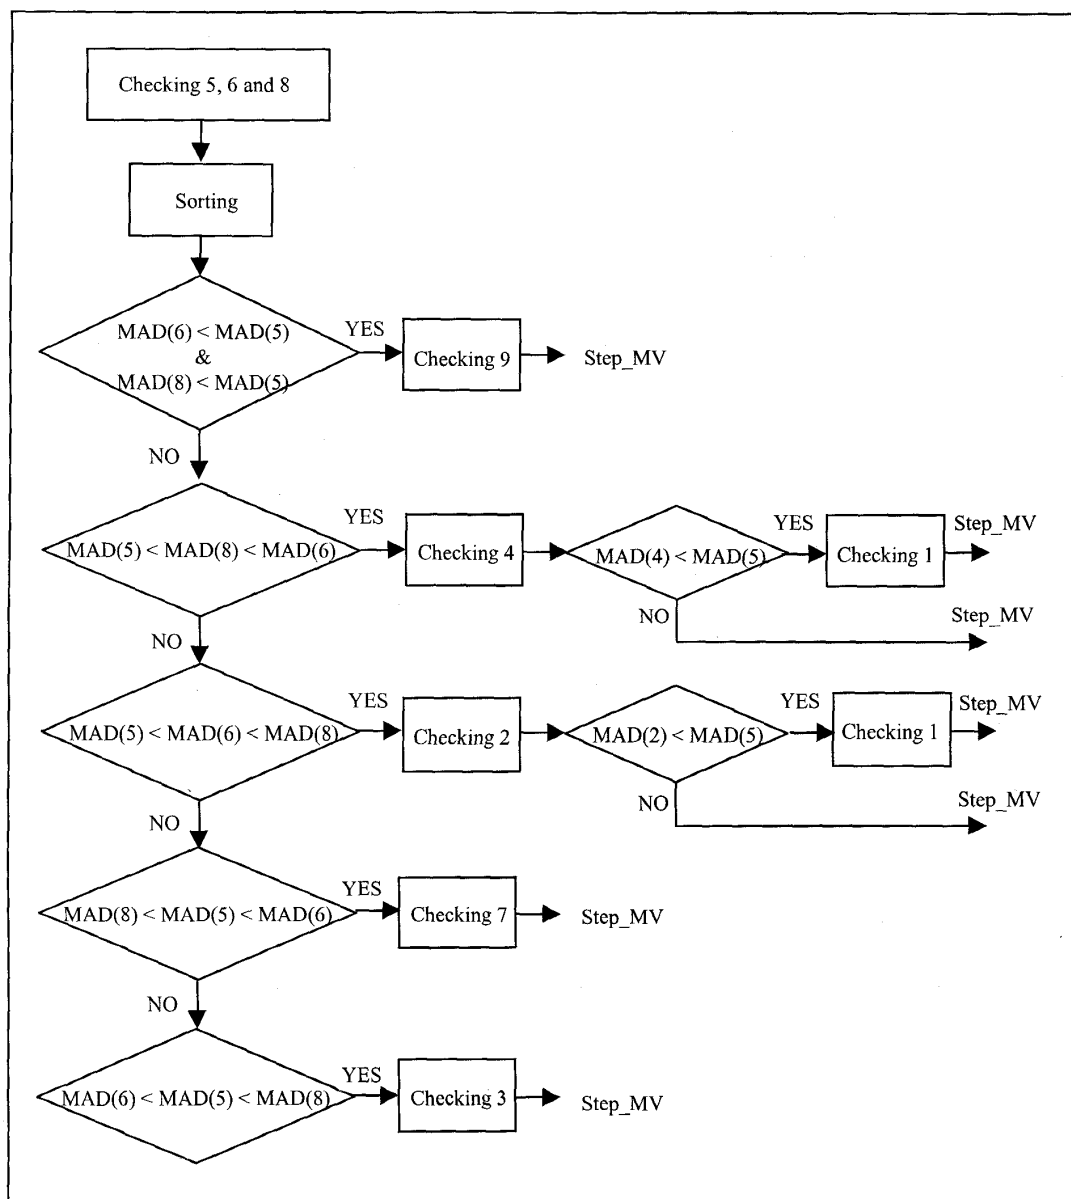 Checking 5, 6 and 8
Sorting
MAD(6) < MAD(5)
&
MAD(8) < MAD(5)
YES
Checking 9
Step_MV
NO
MAD(5) < MAD(8) < MAD(6)
YES
Checking 4
MAD(4) < MAD(5)
YES
Checking 1
Step_MV
NO
Step_MV
NO
MAD(5) < MAD(6) < MAD(8)
YES
Checking 2
MAD(2) < MAD(5)
YES
Checking 1
Step_MV
NO
Step_MV
NO
MAD(8) < MAD(5) < MAD(6)
YES
Checking 7
Step_MV
NO
MAD(6) < MAD(5) < MAD(8)
YES
Checking 3
Step_MV